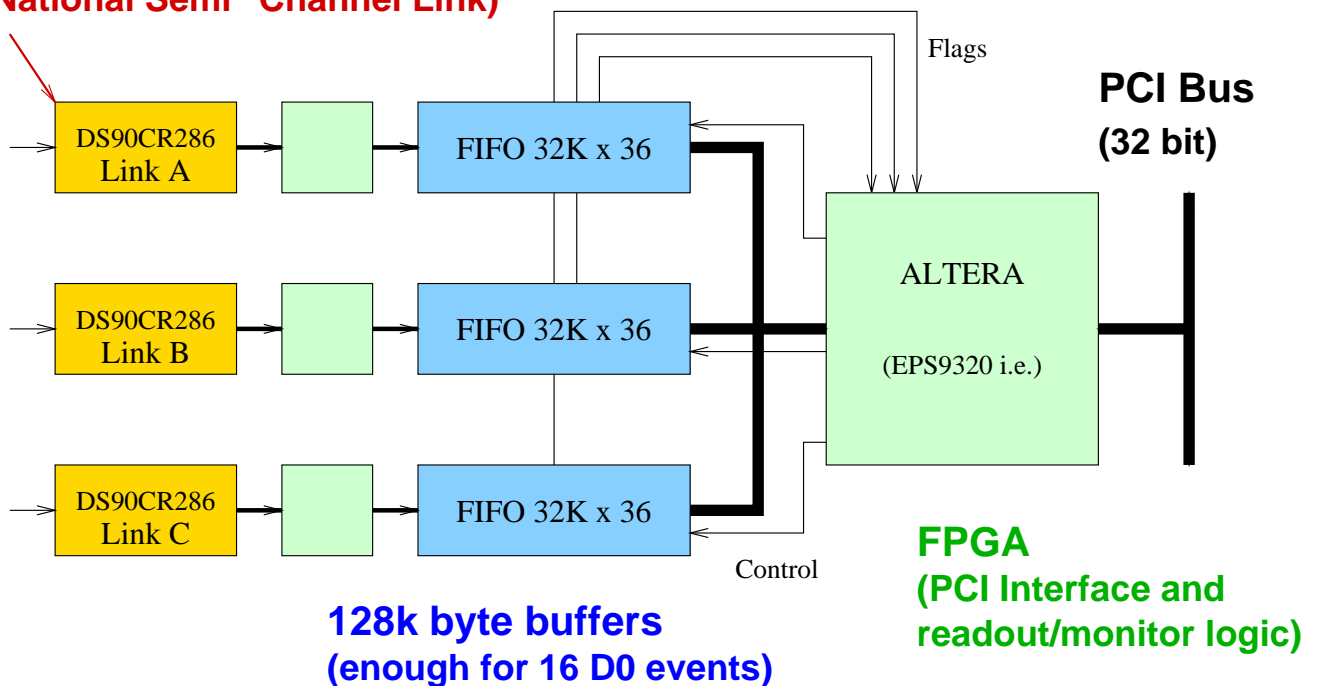 National Semi "Channel Link)
Flags
PCI Bus
(32 bit)
DS90CR286
Link A
FIFO 32K x 36
ALTERA
(EPS9320 i.e.)
DS90CR286
Link B
FIFO 32K x 36
DS90CR286
Link C
FIFO 32K x 36
Control
FPGA
(PCI Interface and
readout/monitor logic)
128k byte buffers
(enough for 16 D0 events)